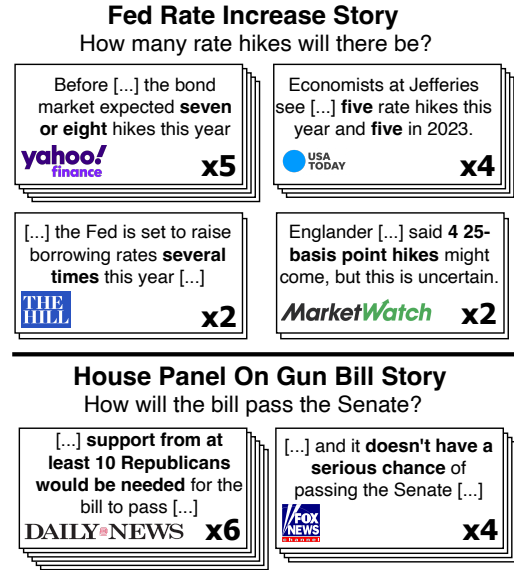 Fed Rate Increase Story
How many rate hikes will there be?
Before [...] the bond
market expected seven
or eight hikes this year
yahoo!
finance
x5
Economists at Jefferies
see [...] five rate hikes this
year and five in 2023.
USA
TODAY
x4
[...] the Fed is set to raise
borrowing rates several
times this year [...]
THE
HILL
x2
Englander [...] said 4 25-
basis point hikes might
come, but this is uncertain.
MarketWatch
x2
House Panel On Gun Bill Story
How will the bill pass the Senate?
[...] support from at
least 10 Republicans
would be needed for the
bill to pass [...]
DAILY NEWS
x6
[...] and it doesn't have a
serious chance of
passing the Senate [...]
FOX
NEWS
channel
x4